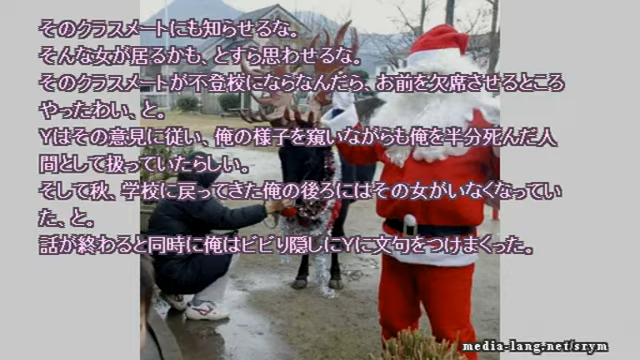 そのクラスメートにも知らせるな。
そんな女が居るかも、とすら思わせるな。
そのクラスメートが不登校にならなんだら、お前を欠席させるところ
やったわい、と。
Yはその意見に従い、俺の様子を窺いながらも俺を半分死んだ人
間として扱っていたらしい。
そして秋、学校に戻ってきた俺の後ろにはその女がいなくなってい
た、と。
話が終わると同時に俺はビビり隠しにYに文句をつけまくった。
media-lang.net/srym